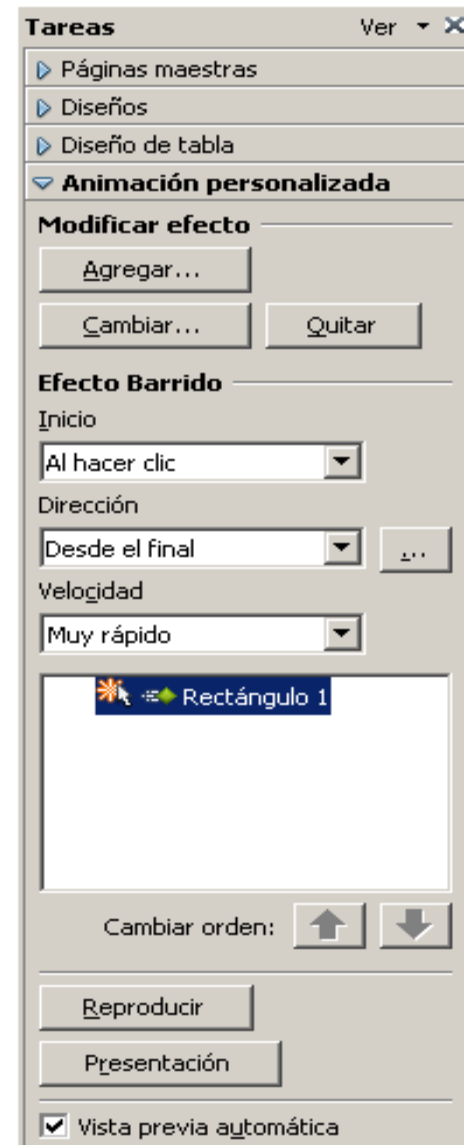 Tareas Ver
Páginas maestras
Diseños
Diseño de tabla
Animación personalizada
Modificar efecto
Agregar...
Cambiar... Quitar
Efecto Barrido
Inicio
Al hacer clic
Dirección
Desde el final ...
Velocidad
Muy rápido
Rectángulo 1
Cambiar orden:
Reproducir
Presentación
Vista previa automática